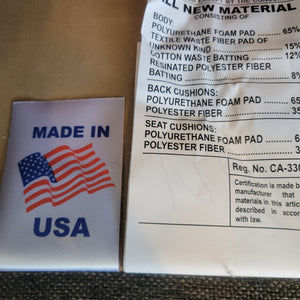 MADE IN
USA
ALL NEW MATERIAL
CONSISTING OF
BODY:
POLYURETHANE FOAM PAD 65%
TEXTILE WASTE FIBER PAD OF
UNKNOWN KIND 15%
COTTON WASTE BATTING 12%
RESINATED POLYESTER FIBER
BATTING 8%
BACK CUSHIONS:
POLYURETHANE FOAM PAD
POLYESTER FIBER
SEAT CUSHIONS:
POLYURETHANE FOAM PAD
POLYESTER FIBER
Reg. No. CA-336
Certification is made by
manufacturer that
materials in this article
described in accordance
with law.